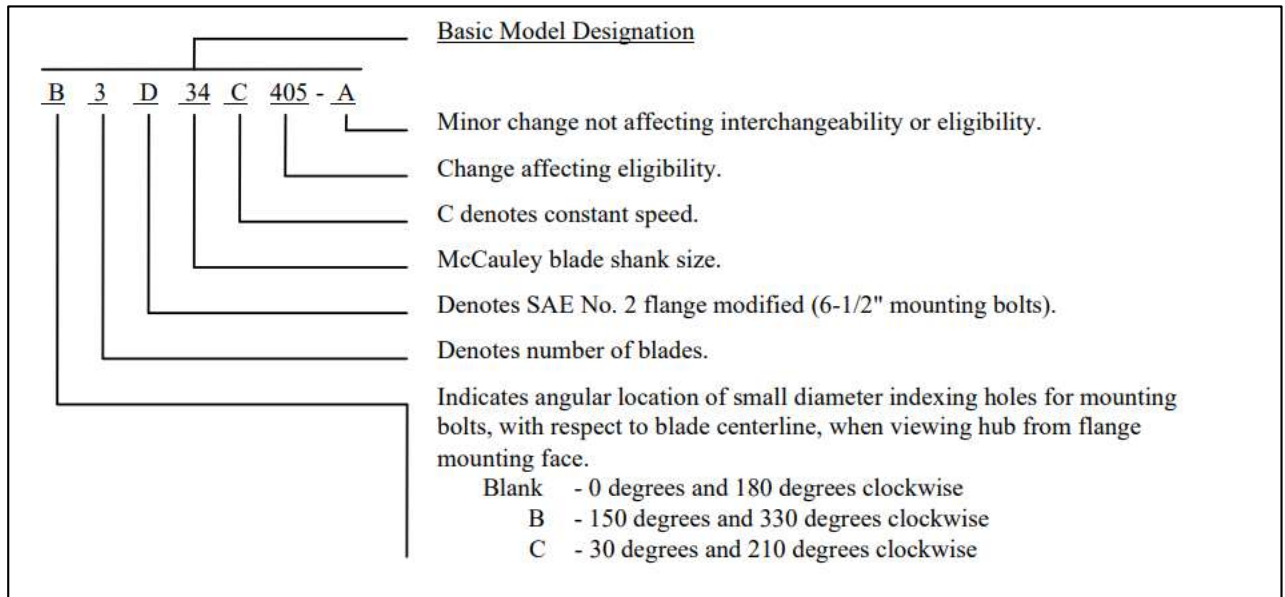 Basic Model Designation
B 3 D 34 C 405 - A
Minor change not affecting interchangeability or eligibility.
Change affecting eligibility.
C denotes constant speed.
McCauley blade shank size.
Denotes SAE No. 2 flange modified (6-1/2" mounting bolts).
Denotes number of blades.
Indicates angular location of small diameter indexing holes for mounting
bolts, with respect to blade centerline, when viewing hub from flange
mounting face.
Blank - 0 degrees and 180 degrees clockwise
B - 150 degrees and 330 degrees clockwise
C - 30 degrees and 210 degrees clockwise